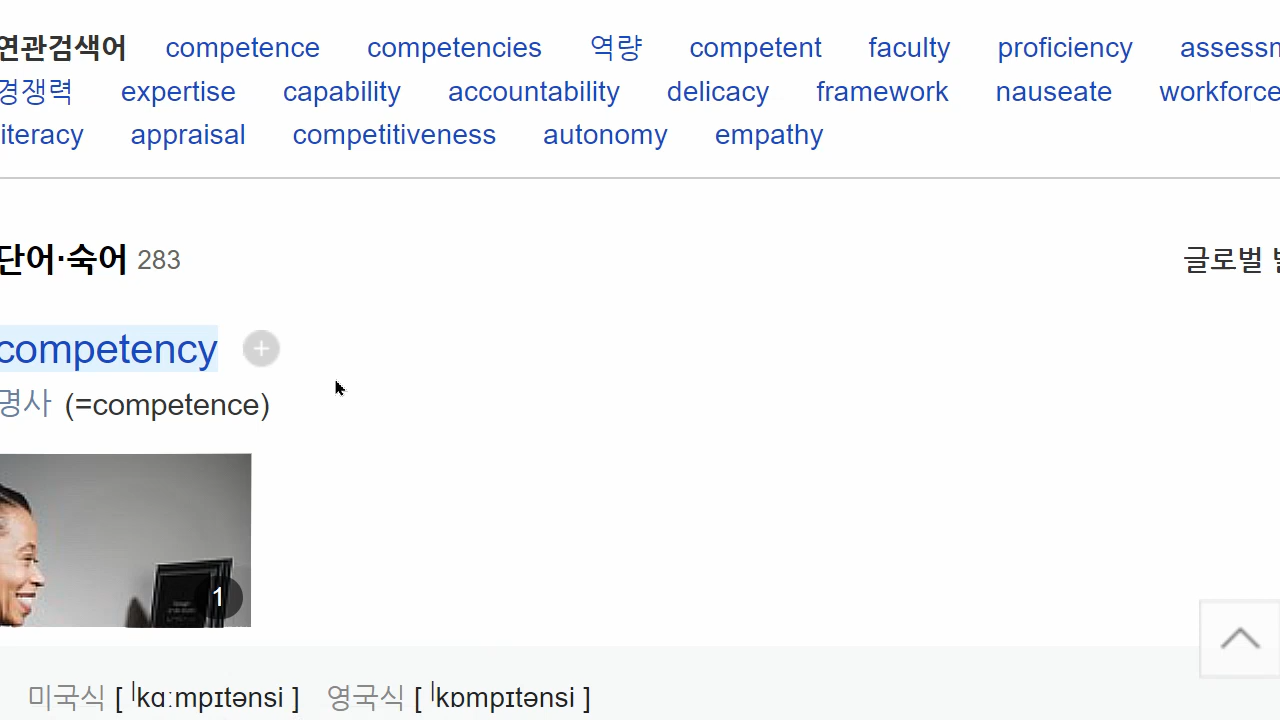 연관검색어 competence competencies 역량 competent faculty proficiency
경쟁력 expertise capability accountability delicacy framework nauseate workforce
appraisal competitiveness autonomy empathy
단어·숙어 283 글로벌
competency
명사 (=competence)
1
미국식 [ ˈkɑːmpɪtənsi ] 영국식 [ ˈkɒmpɪtənsi ]